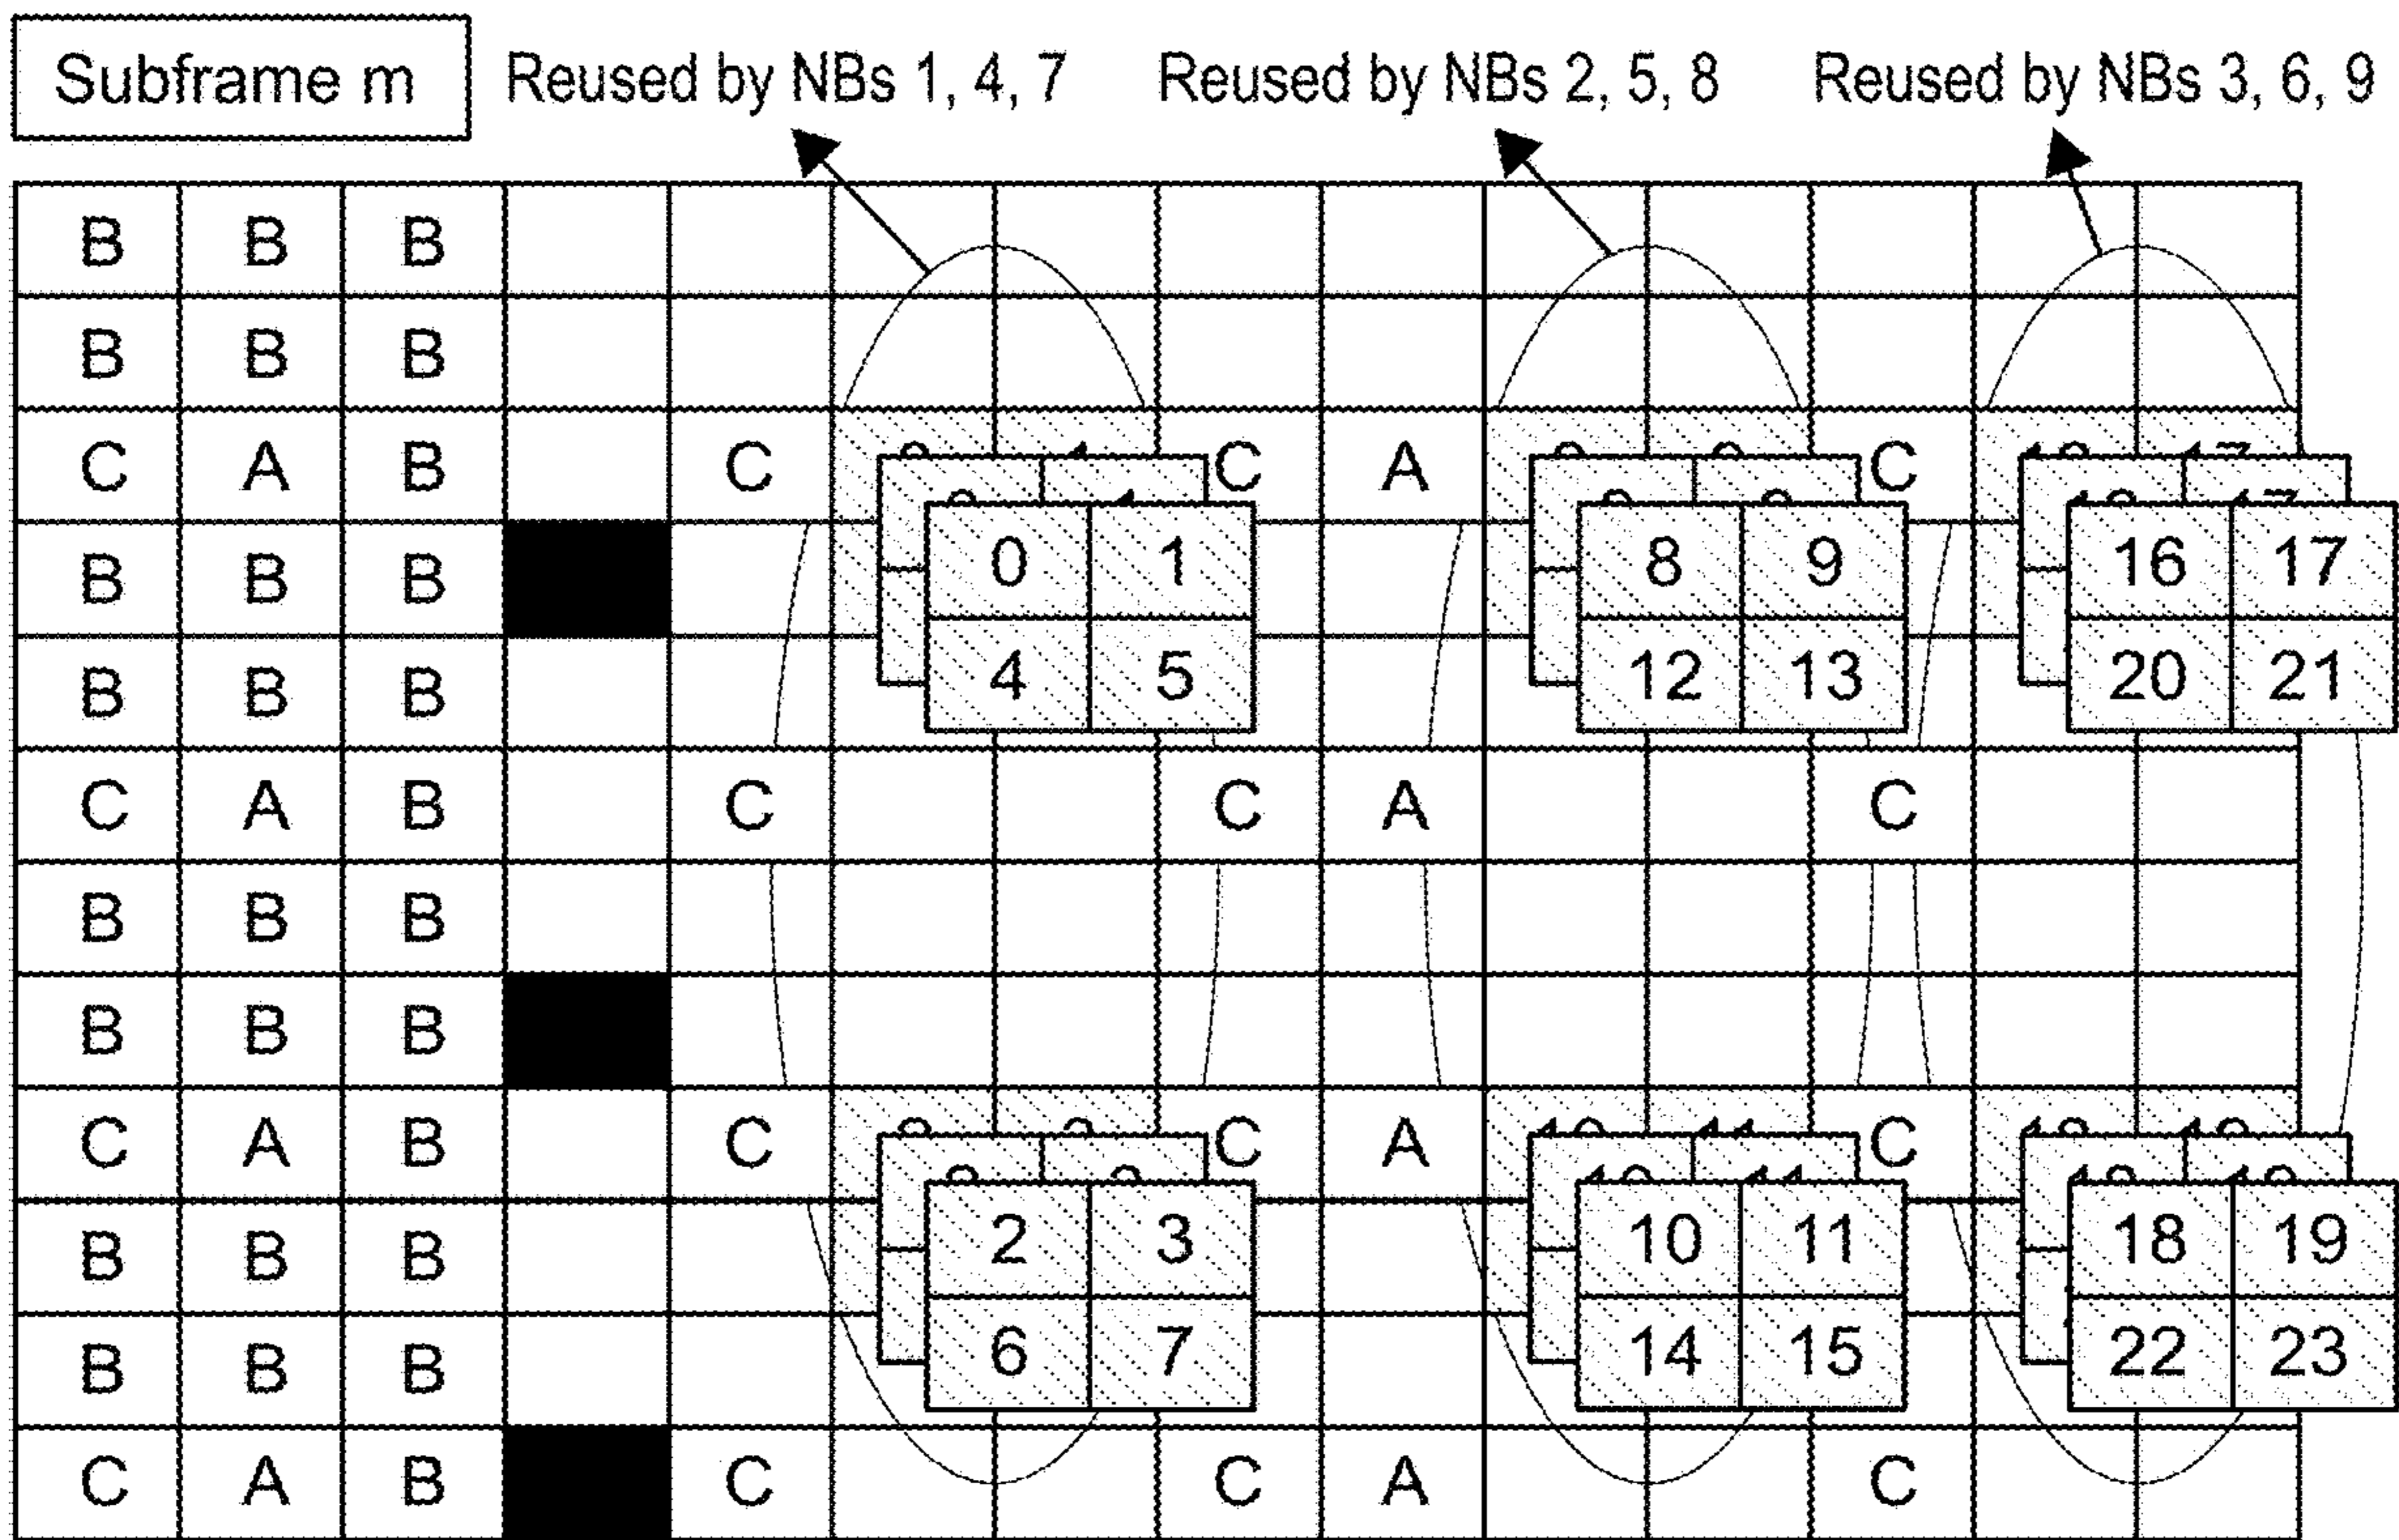 Subframe m Reused by NBs 1, 4, 7 Reused by NBs 2, 5, 8 Reused by NBs 3, 6, 9
B B B
B B B
C A B C C A C
0 1 8 9 16 17
B B B
4 5 12 13 20 21
B B B
C A B C C A C
B B B
B B B
C A B C C A C
2 3 10 11 18 19
B B B
6 7 14 15 22 23
B B B
C A B C C A C